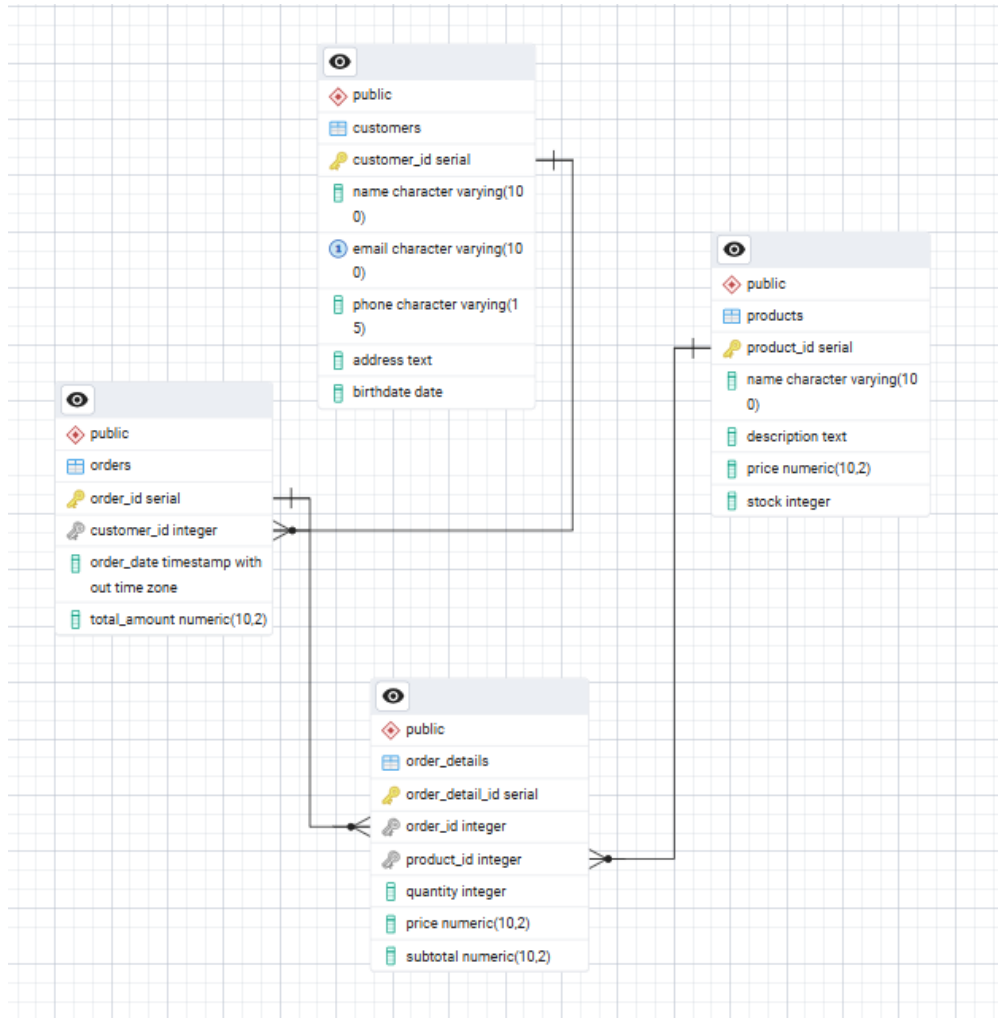 public
customers
customer_id serial
name character varying(10
0)
email character varying(10
0)
phone character varying(1
5)
address text
birthdate date
public
products
product_id serial
name character varying(100
0)
description text
price numeric(10,2)
stock integer
public
orders
order_id serial
customer_id integer
order_date timestamp with
out time zone
total_amount numeric(10,2)
public
order_details
order_detail_id serial
order_id integer
product_id integer
quantity integer
price numeric(10,2)
subtotal numeric(10,2)